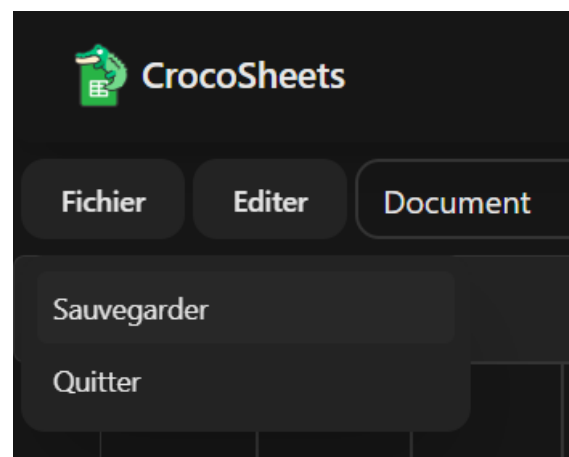 CrocoSheets
Fichier Editer Document
Sauvegarder
Quitter